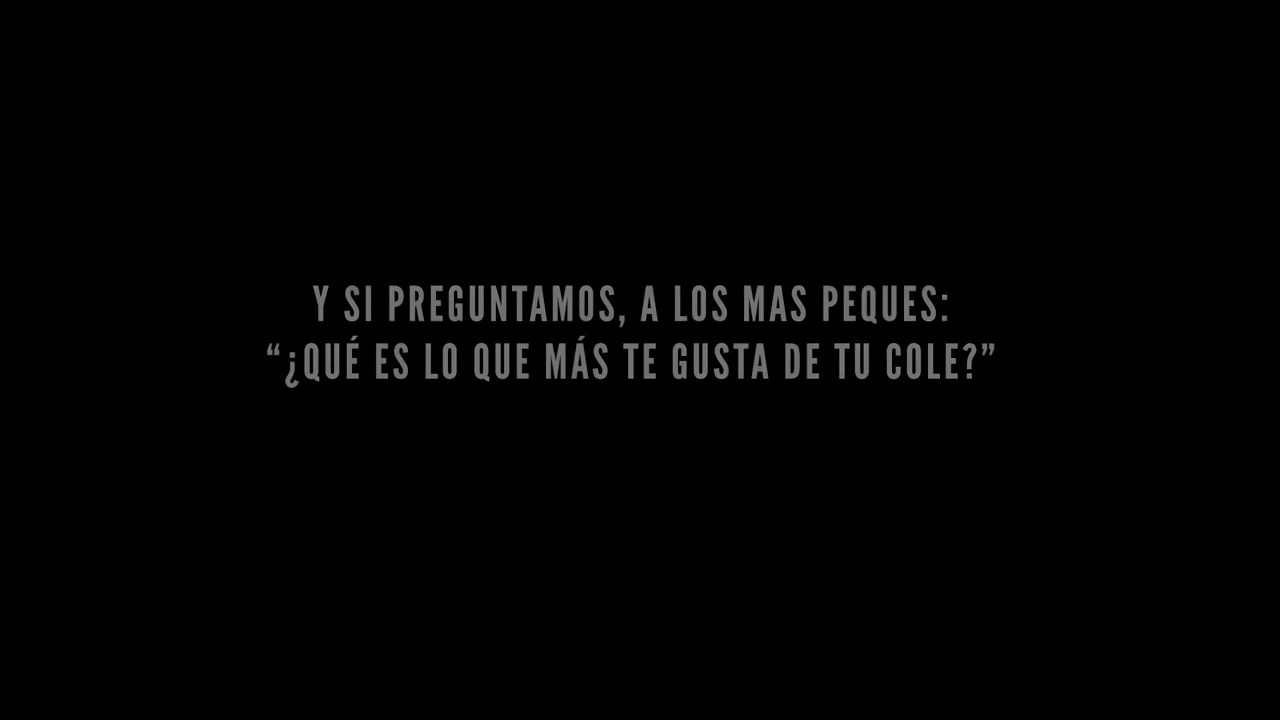 Y SI PREGUNTAMOS, A LOS MAS PEQUES:
“¿QUÉ ES LO QUE MÁS TE GUSTA DE TU COLE?”